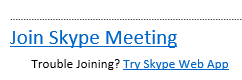 Join Skype Meeting
Trouble Joining? Try Skype Web App